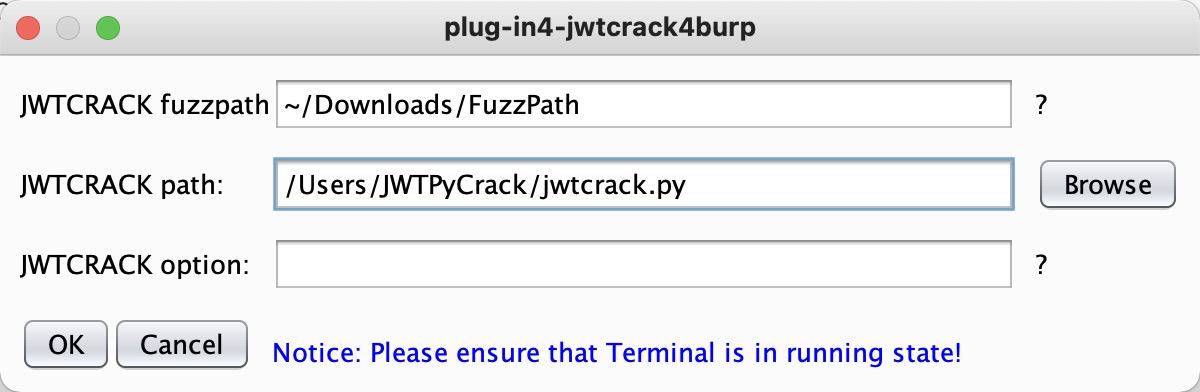 plug-in4-jwtcrack4burp
JWTCRACK fuzzpath ~/Downloads/FuzzPath ?
JWTCRACK path: /Users/JWTPyCrack/jwtcrack.py Browse
JWTCRACK option: ?
OK Cancel Notice: Please ensure that Terminal is in running state!